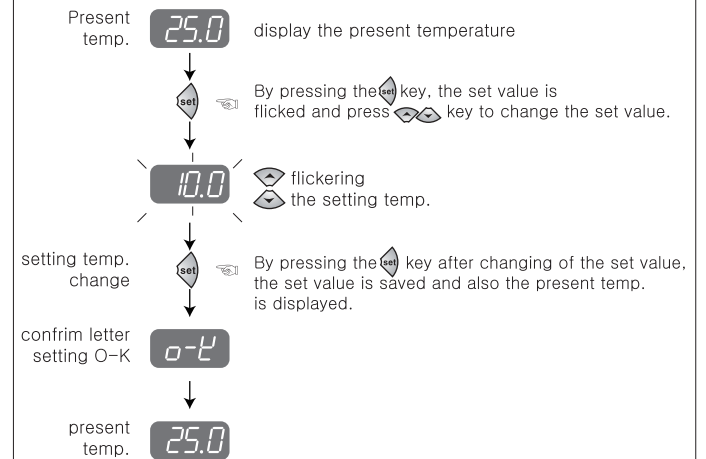 Present
temp.
25.0
display the present temperature
set
By pressing the set key, the set value is
flicked and press key to change the set value.
10.0
flickering
the setting temp.
setting temp.
change
set
By pressing the set key after changing of the set value,
the set value is saved and also the present temp.
is displayed.
confrim letter
setting O-K
o-K
present
temp.
25.0